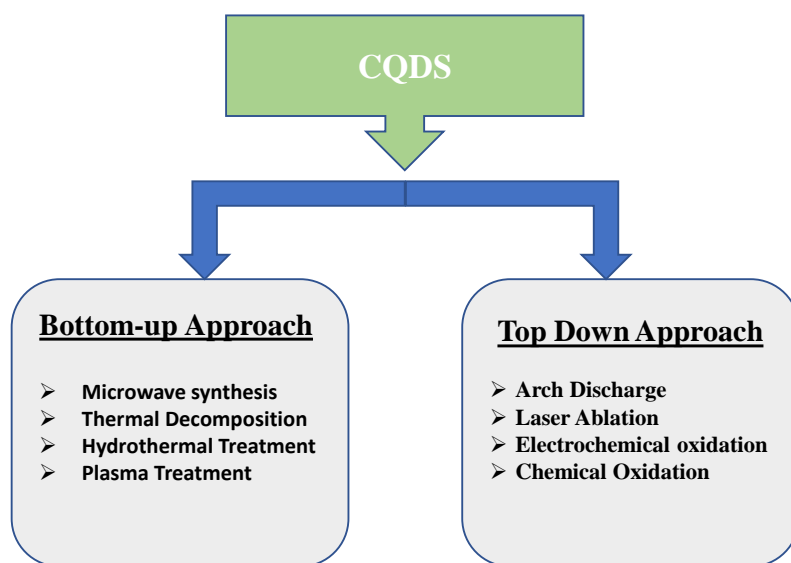 CQDS
Bottom-up Approach
➢ Microwave synthesis
➢ Thermal Decomposition
➢ Hydrothermal Treatment
➢ Plasma Treatment
Top Down Approach
➢ Arch Discharge
➢ Laser Ablation
➢ Electrochemical oxidation
➢ Chemical Oxidation